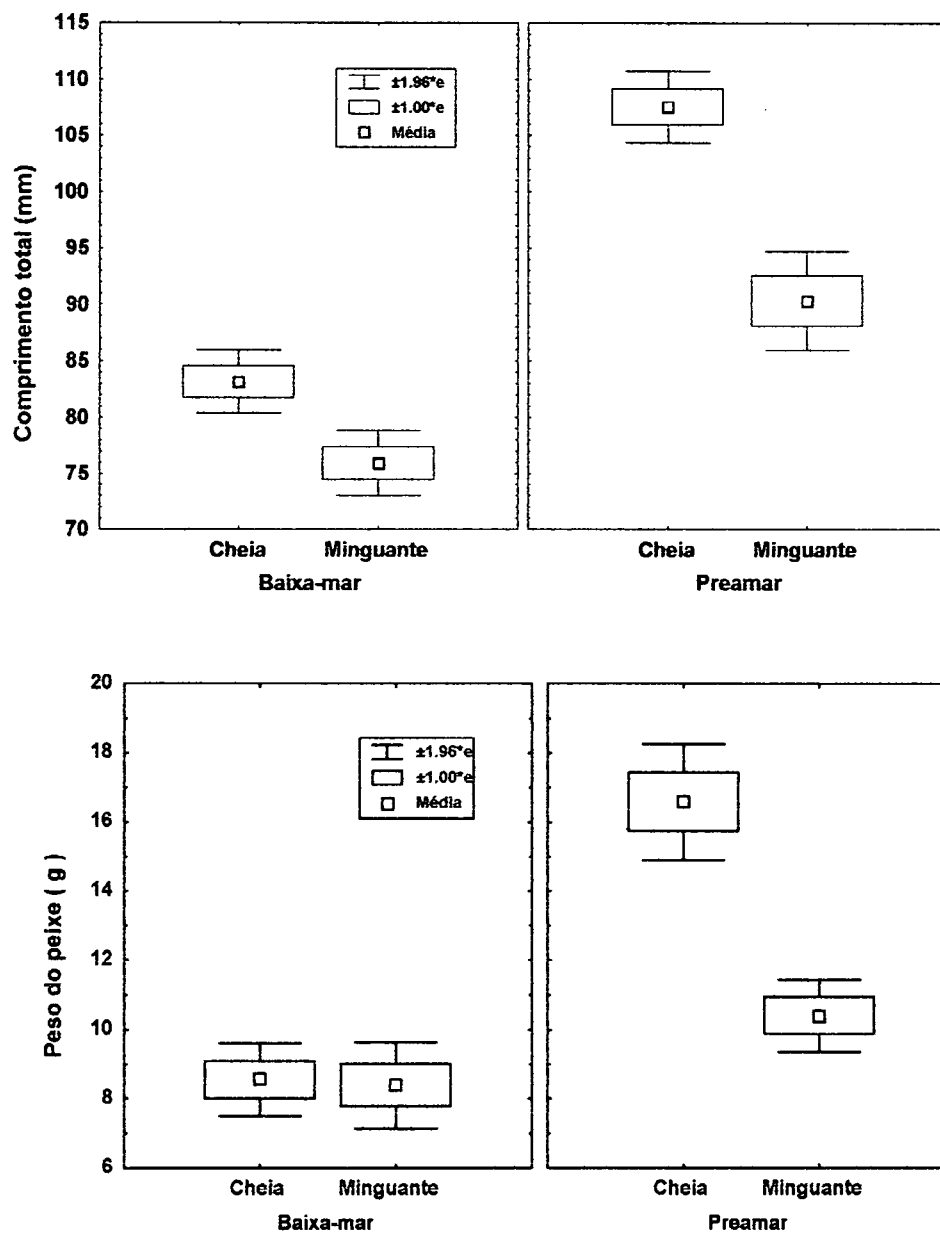 115
110
105
100
95
90
85
80
75
70
Comprimento total (mm)
±1.96*e
±1.00*e
Média
Cheia Minguante Cheia Minguante
Baixa-mar Preamar
20
18
16
14
12
10
8
6
Peso do peixe ( g )
±1.96*e
±1.00*e
Média
Cheia Minguante Cheia Minguante
Baixa-mar Preamar